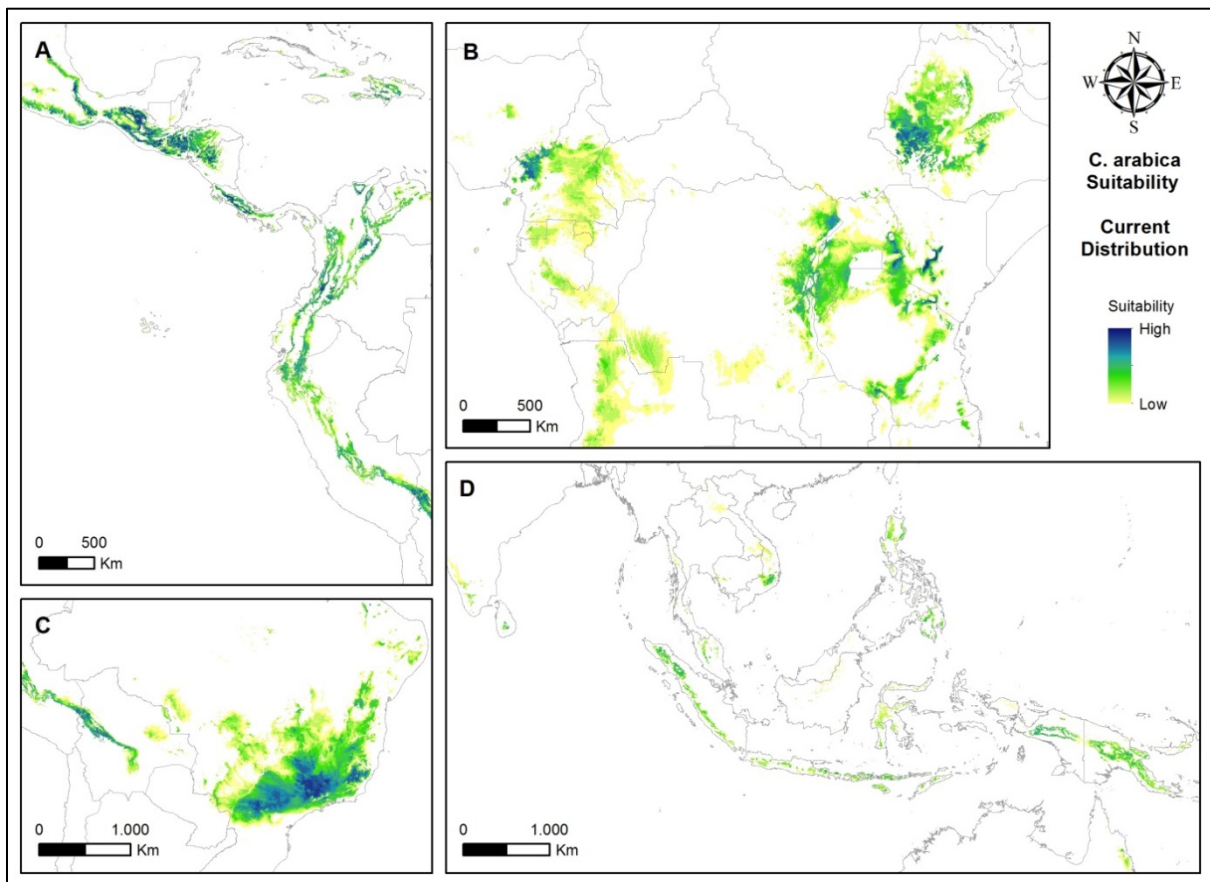 A
B
N
W E
S
C. arabica
Suitability
Current
Distribution
Suitability
High
Low
0 500
Km
0 500
Km
C
0 1.000
Km
D
0 1.000
Km